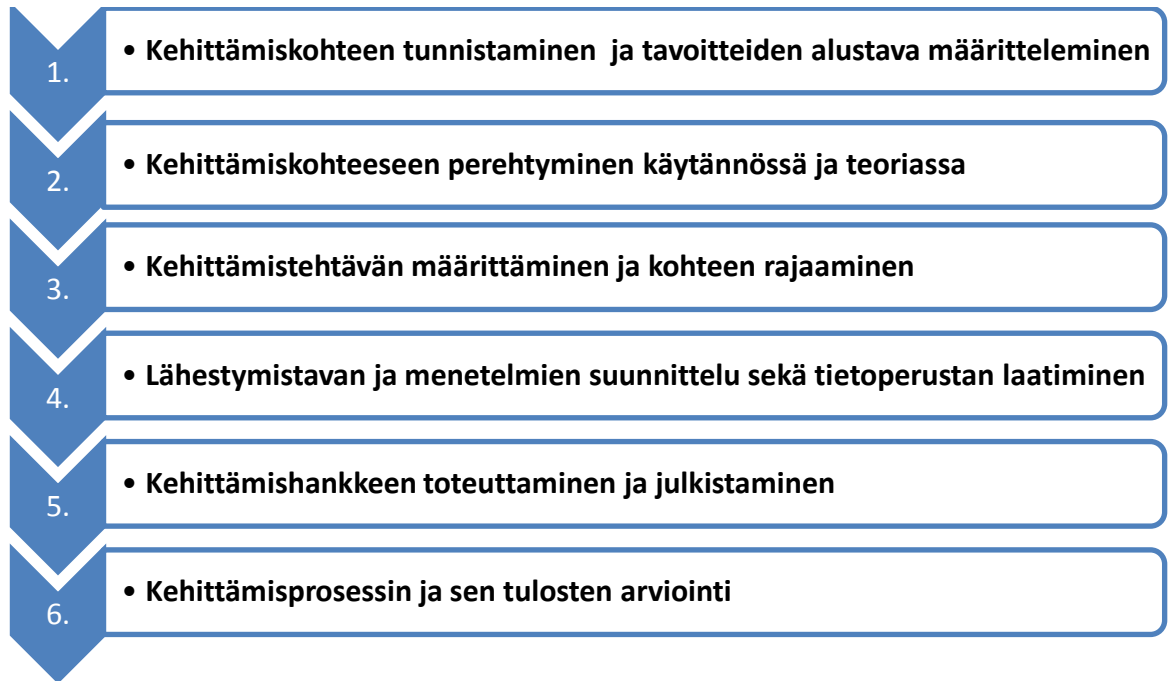 1. • Kehittämiskohteen tunnistaminen ja tavoitteiden alustava määritteleminen
2. • Kehittämiskohteeseen perehtyminen käytännössä ja teoriassa
3. • Kehittämistehtävän määrittäminen ja kohteen rajaaminen
4. • Lähestymistavan ja menetelmien suunnittelu sekä tietoperustan laatiminen
5. • Kehittämishankkeen toteuttaminen ja julkistaminen
6. • Kehittämisprosessin ja sen tulosten arviointi